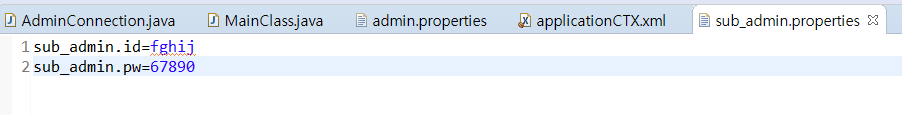 AdminConnection.java MainClass.java admin.properties applicationCTX.xml sub_admin.properties
1 sub_admin.id=fghij
2 sub_admin.pw=67890